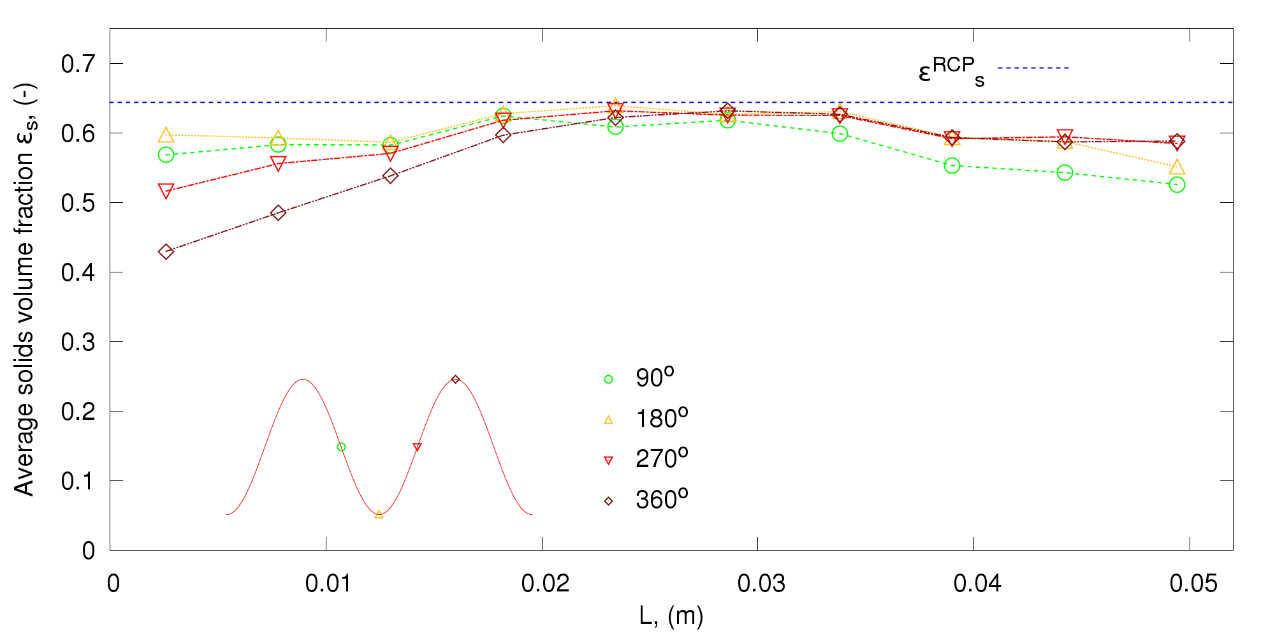 Average solids volume fraction εs, (-)
0.7
0.6
0.5
0.4
0.3
0.2
0.1
0
εRCPs
90o
180o
270o
360o
0 0.01 0.02 0.03 0.04 0.05
L, (m)